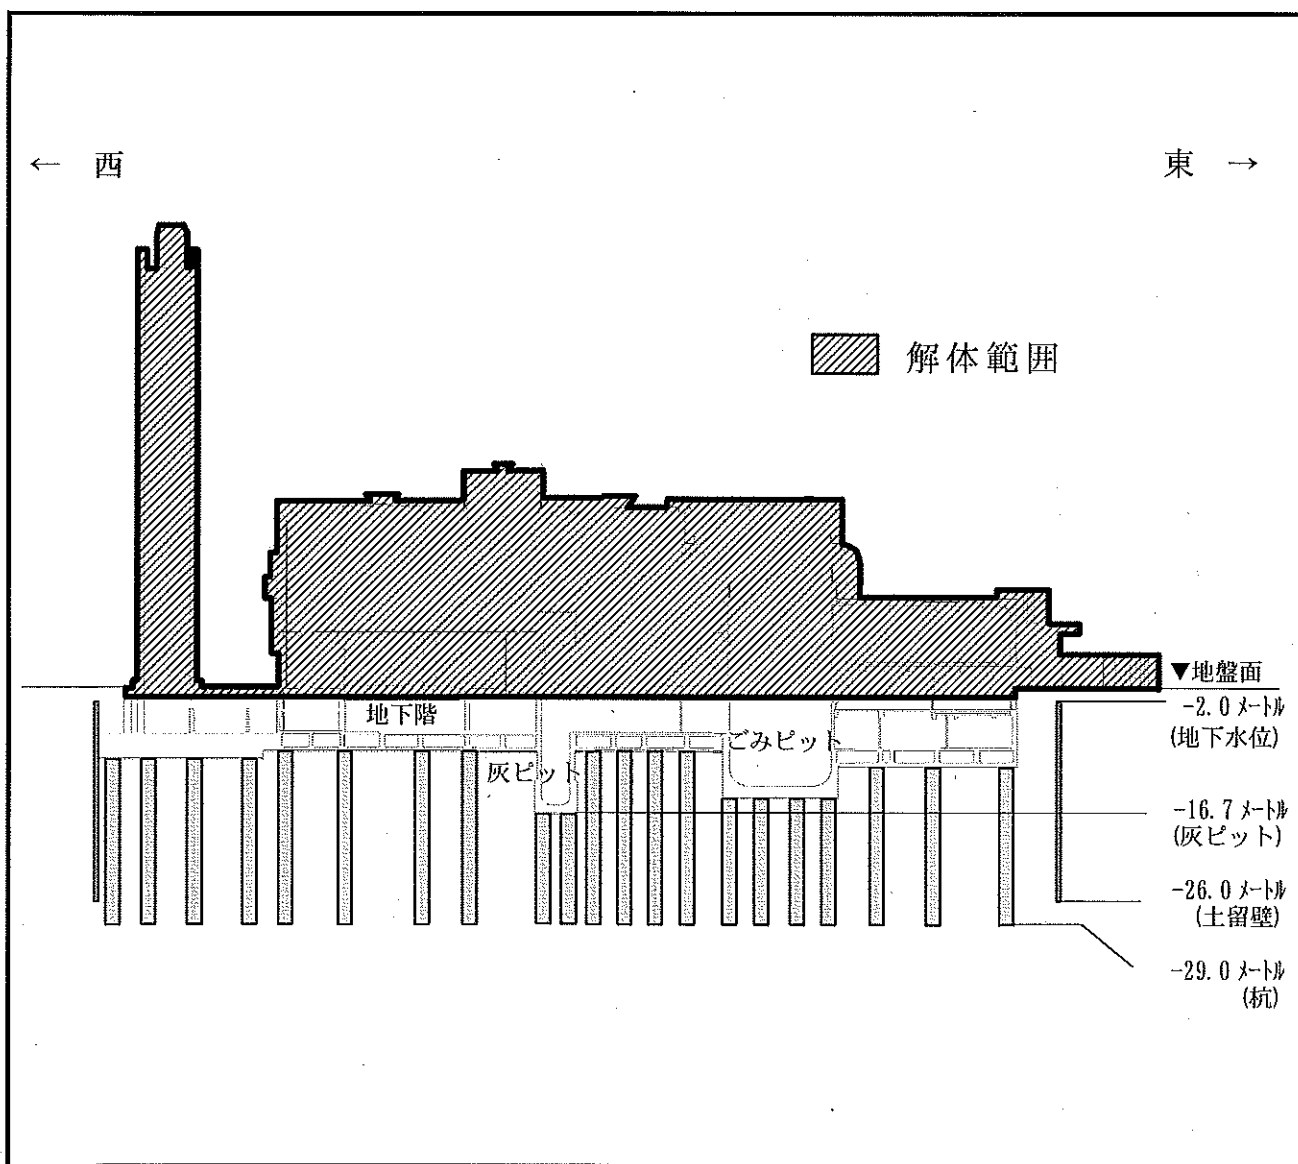 ← 西
東 →
解体範囲
▼地盤面
-2.0 メートル
(地下水位)
地下階
ごみピット
灰ピット
-16.7 メートル
(灰ピット)
-26.0 メートル
(土留壁)
-29.0 メートル
(杭)